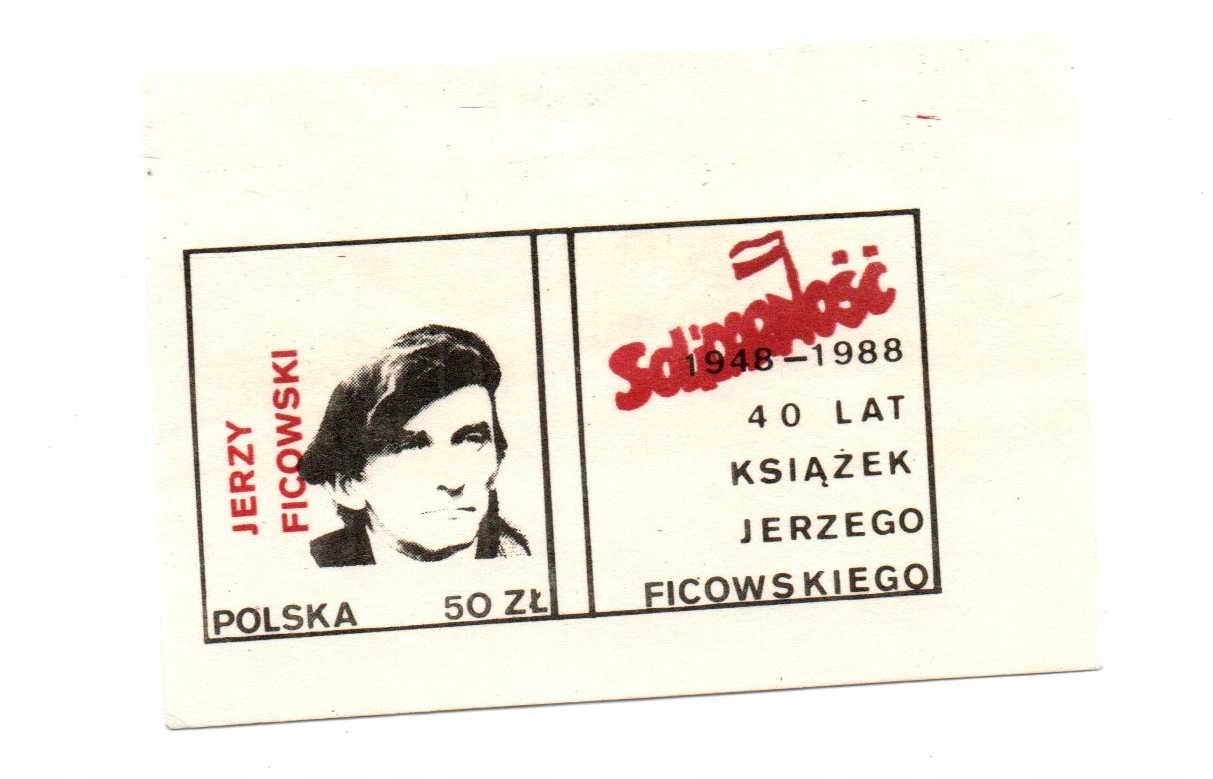 JERZY
FICOWSKI
POLSKA 50 ZŁ
Solidarność
1948–1988
40 LAT
KSIĄŻEK
JERZEGO
FICOWSKIEGO